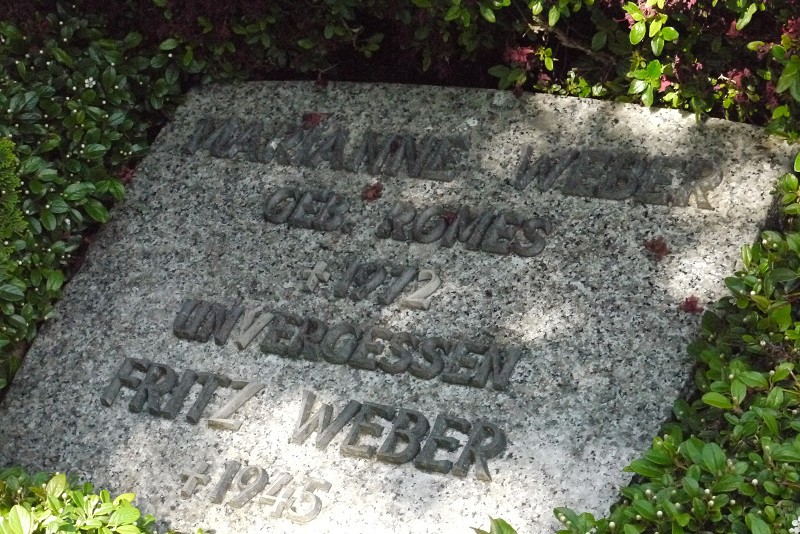 MARIANNE WEBER
GEB. ROMES
+ 1972
UNVERGESSEN
FRITZ WEBER
+ 1945